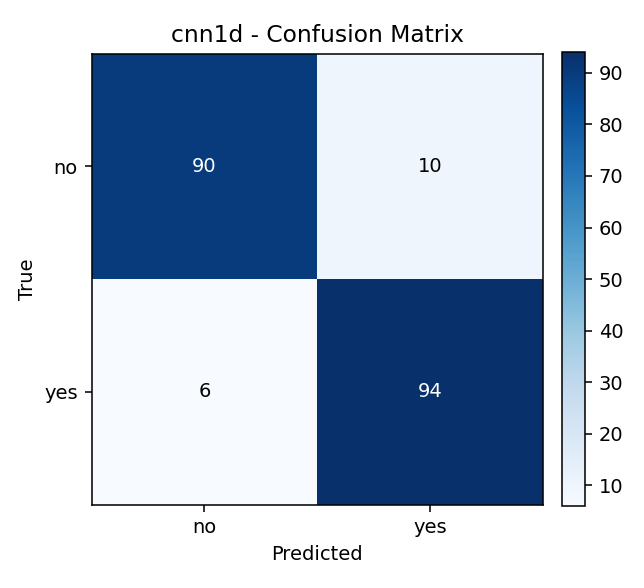 cnn1d - Confusion Matrix
no
90
10
yes
6
94
no
yes
Predicted
True
90
80
70
60
50
40
30
20
10